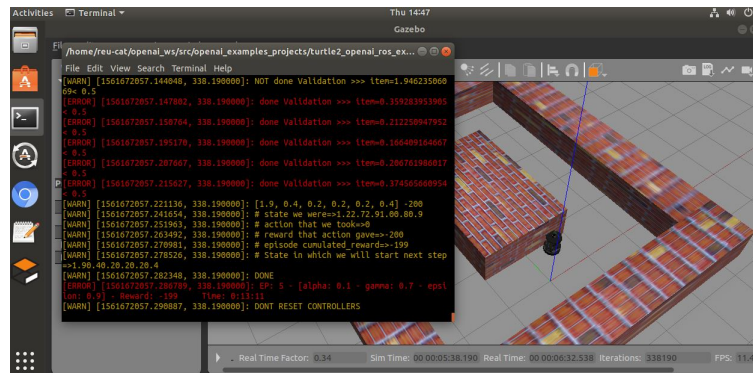 Activities
Terminal
Thu 14:47
Gazebo
/home/reu-cat/openai_ws/src/openai_examples_projects/turtle2_openai_ros_ex...
File Edit View Search Terminal Help
[WARN] [1561672057.144048, 338.190000]: NOT done Validation >>> item=1.946235060
69< 0.5
[ERROR] [1561672057.147802, 338.190000]: done Validation >>> item=0.359283953905
< 0.5
[ERROR] [1561672057.158764, 338.190000]: done Validation >>> item=0.212250947952
< 0.5
[ERROR] [1561672057.195170, 338.190000]: done Validation >>> item=0.166409164667
< 0.5
[ERROR] [1561672057.207667, 338.190000]: done Validation >>> item=0.206761986017
< 0.5
[ERROR] [1561672057.215627, 338.190000]: done Validation >>> item=0.374505668954
< 0.5
[WARN] [1561672057.221136, 338.190000]: [1.9, 0.4, 0.2, 0.2, 0.2, 0.4] -200
[WARN] [1561672057.241654, 338.190000]: # state we were=>1.22.72.91.00.80.9
[WARN] [1561672057.251963, 338.190000]: # action that we took=>0
[WARN] [1561672057.263492, 338.190000]: # reward that action gave=>-200
[WARN] [1561672057.270981, 338.190000]: # episode cumulated_reward=>-199
[WARN] [1561672057.278526, 338.190000]: # State in which we will start next step
=>1.90.40.20.20.20.4
[WARN] [1561672057.282348, 338.190000]: DONE
[ERROR] [1561672057.286789, 338.190000]: EP: 5 - [alpha: 0.1 - gamma: 0.7 - epsi
lon: 0.9] - Reward: -199 Time: 0:13:11
[WARN] [1561672057.290887, 338.190000]: DONT RESET CONTROLLERS
Real Time Factor: 0.34 Sim Time: 00 00:05:38.190 Real Time: 00 00:06:32.538 Iterations: 338190 FPS: 11.4